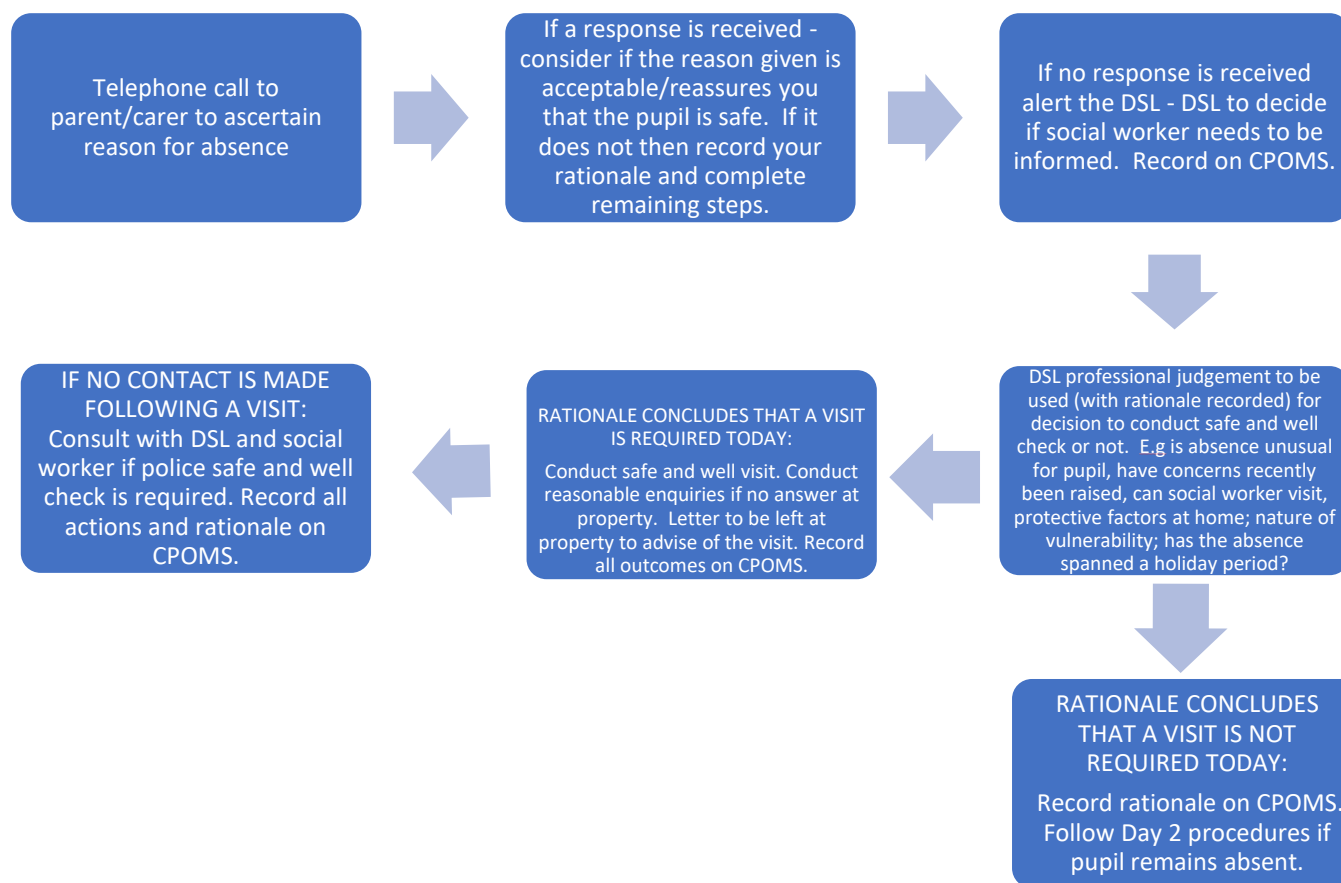 Telephone call to
parent/carer to ascertain
reason for absence
If a response is received -
consider if the reason given is
acceptable/reassures you
that the pupil is safe.  If it
does not then record your
rationale and complete
remaining steps.
If no response is received
alert the DSL - DSL to decide
if social worker needs to be
informed.  Record on CPOMS.
DSL professional judgement to be
used (with rationale recorded) for
decision to conduct safe and well
check or not.  E.g is absence unusual
for pupil, have concerns recently
been raised, can social worker visit,
protective factors at home; nature of
vulnerability; has the absence
spanned a holiday period?
RATIONALE CONCLUDES THAT A VISIT
IS REQUIRED TODAY:
Conduct safe and well visit. Conduct
reasonable enquiries if no answer at
property.  Letter to be left at
property to advise of the visit. Record
all outcomes on CPOMS.
IF NO CONTACT IS MADE
FOLLOWING A VISIT:
Consult with DSL and social
worker if police safe and well
check is required. Record all
actions and rationale on
CPOMS.
RATIONALE CONCLUDES
THAT A VISIT IS NOT
REQUIRED TODAY:
Record rationale on CPOMS.
Follow Day 2 procedures if
pupil remains absent.